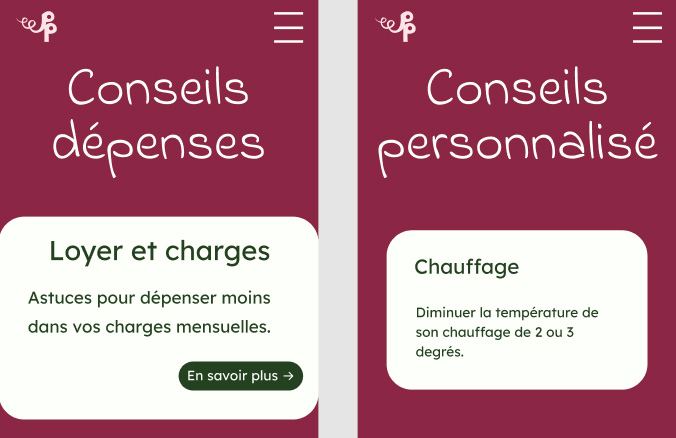 Conseils
dépenses
Loyer et charges
Astuces pour dépenser moins
dans vos charges mensuelles.
En savoir plus →
Conseils
personnalisé
Chauffage
Diminuer la température de
son chauffage de 2 ou 3
degrés.